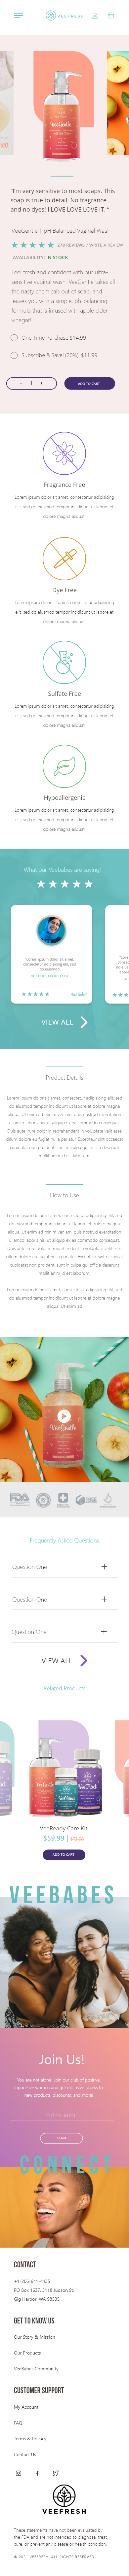 VEEFRESH
VeeGentle
"I'm very sensitive to most soaps. This
soap is true to detail. No fragrance
and no dyes! I LOVE LOVE LOVE IT. "
VeeGentle | pH Balanced Vaginal Wash
278 REVIEWS / WRITE A REVIEW
AVAILABILITY: IN STOCK
Feel fresh and confident with our ultra-
sensitive vaginal wash. VeeGentle takes all
the nasty chemicals out of soap, and
leaves you with a simple, ph-balancing
formula that is infused with apple cider
vinegar!
One-Time Purchase $14.99
Subscribe & Save! (20%): $11.99
- 1 +
ADD TO CART
Fragrance Free
Lorem ipsum dolor sit amet, consectetur adipisicing
elit, sed do eiusmod tempor incididunt ut labore et
dolore magna aliquat.
Dye Free
Lorem ipsum dolor sit amet, consectetur adipisicing
elit, sed do eiusmod tempor incididunt ut labore et
dolore magna aliquat.
Sulfate Free
Lorem ipsum dolor sit amet, consectetur adipisicing
elit, sed do eiusmod tempor incididunt ut labore et
dolore magna aliquat.
Hypoallergenic
Lorem ipsum dolor sit amet, consectetur adipisicing
elit, sed do eiusmod tempor incididunt ut labore et
dolore magna aliquat.
What our VeeBabes are saying!
"Lorem ipsum dolor sit amet,
consectetur adipiscing elit, sed
do eiusmod
VIEW ALL
Product Details
Lorem ipsum dolor sit amet, consectetur adipiscing elit, sed
do eiusmod tempor incididunt ut labore et dolore magna
aliqua. Ut enim ad minim veniam, quis nostrud exercitation
ullamco laboris nisi ut aliquip ex ea commodo consequat.
Duis aute irure dolor in reprehenderit in voluptate velit esse
cillum dolore eu fugiat nulla pariatur. Excepteur sint occaecat
cupidatat non proident, sunt in culpa qui officia deserunt
mollit anim id est laborum.
How to Use
Lorem ipsum dolor sit amet, consectetur adipiscing elit, sed
do eiusmod tempor incididunt ut labore et dolore magna
aliqua. Ut enim ad minim veniam, quis nostrud exercitation
ullamco laboris nisi ut aliquip ex ea commodo consequat.
Duis aute irure dolor in reprehenderit in voluptate velit esse
cillum dolore eu fugiat nulla pariatur. Excepteur sint occaecat
cupidatat non proident, sunt in culpa qui officia deserunt
mollit anim id est laborum.
Lorem ipsum dolor sit amet, consectetur adipiscing elit, sed
do eiusmod tempor incididunt ut labore et dolore magna
aliqua. Ut enim ad
VeeGentle
FDA
Frequently Asked Questions
Question One
Question One
Question One
VIEW ALL
Related Products
VeeReady Care Kit
$59.99 |
ADD TO CART
VEEBABES
Join Us!
You are not alone! Join our club of positive
supportive women and get exclusive access to
new products, discounts, and more!
ENTER EMAIL
CONNECT
CONTACT
+1-206-641-4435
PO Box 1627, 3118 Judson St.
Gig Harbor, WA 98335
GET TO KNOW US
Our Story & Mission
Our Products
VeeBabes Community
CUSTOMER SUPPORT
My Account
FAQ
Terms & Privacy
Contact Us
VEEFRESH
These statements have not been evaluated by
the FDA and are not intended to diagnose, treat,
cure, or prevent any disease or health condition.
© 2021 VEEFRESH. ALL RIGHTS RESERVED.